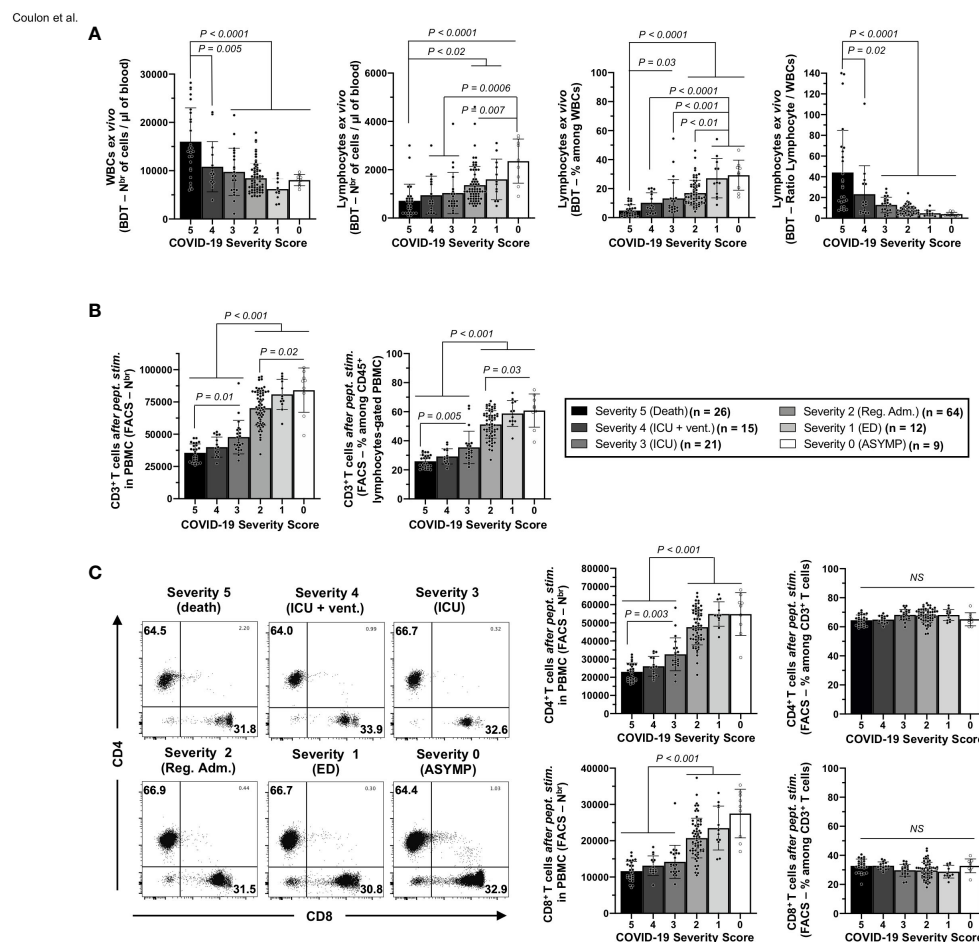 Coulon et al.
A
P < 0.0001
P = 0.005
WBCs ex vivo
(BDT – Nbr of cells / µl of blood)
30000
20000
10000
0
5 4 3 2 1 0
COVID-19 Severity Score
P < 0.0001
P < 0.02
P = 0.0006
P = 0.007
Lymphocytes ex vivo
(BDT – Nbr of cells / µl of blood)
6000
4000
2000
0
5 4 3 2 1 0
COVID-19 Severity Score
P < 0.0001
P = 0.03
P < 0.0001
P < 0.001
P < 0.01
Lymphocytes ex vivo
(BDT – % among WBCs)
100
80
60
40
20
0
5 4 3 2 1 0
COVID-19 Severity Score
P < 0.0001
P = 0.02
Lymphocytes ex vivo
(BDT – Ratio Lymphocyte / WBCs)
140
120
100
80
60
40
20
0
5 4 3 2 1 0
COVID-19 Severity Score
B
P < 0.001
P = 0.02
P = 0.01
CD3+ T cells after pept. stim.
in PBMC (FACS – Nbr)
100000
75000
50000
25000
0
5 4 3 2 1 0
COVID-19 Severity Score
P < 0.001
P = 0.03
P = 0.005
CD3+ T cells after pept. stim.
(FACS – % among CD45+
lymphocytes-gated PBMC)
100
80
60
40
20
0
5 4 3 2 1 0
COVID-19 Severity Score
Severity 5 (Death) (n = 26)
Severity 4 (ICU + vent.) (n = 15)
Severity 3 (ICU) (n = 21)
Severity 2 (Reg. Adm.) (n = 64)
Severity 1 (ED) (n = 12)
Severity 0 (ASYMP) (n = 9)
C
Severity 5
(death)
64.5
2.20
31.8
Severity 4
(ICU + vent.)
64.0
0.99
33.9
Severity 3
(ICU)
66.7
0.32
32.6
Severity 2
(Reg. Adm.)
66.9
0.44
31.5
Severity 1
(ED)
66.7
0.30
30.8
Severity 0
(ASYMP)
64.4
1.03
32.9
CD4
CD8
P < 0.001
P = 0.003
CD4+ T cells after pept. stim.
in PBMC (FACS – Nbr)
80000
70000
60000
50000
40000
30000
20000
10000
0
5 4 3 2 1 0
COVID-19 Severity Score
NS
CD4+ T cells after pept. stim.
(FACS – % among CD3+ T cells)
100
80
60
40
20
0
5 4 3 2 1 0
COVID-19 Severity Score
P < 0.001
CD8+ T cells after pept. stim.
in PBMC (FACS – Nbr)
40000
30000
20000
10000
0
5 4 3 2 1 0
COVID-19 Severity Score
NS
CD8+ T cells after pept. stim.
(FACS – % among CD3+ T cells)
100
80
60
40
20
0
5 4 3 2 1 0
COVID-19 Severity Score